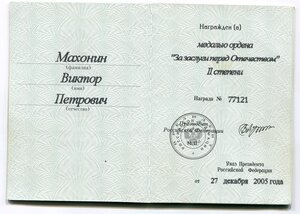 Махонин
(фамилия)
Виктор
(имя)
Петрович
(отчество)
Награжден (а)
медалью ордена
"За заслуги перед Отечеством"
II степени
Награда № 77121
Президент
Российской Федерации
М.П.
Указ Президента
Российской Федерации
от 27 декабря 2005 года